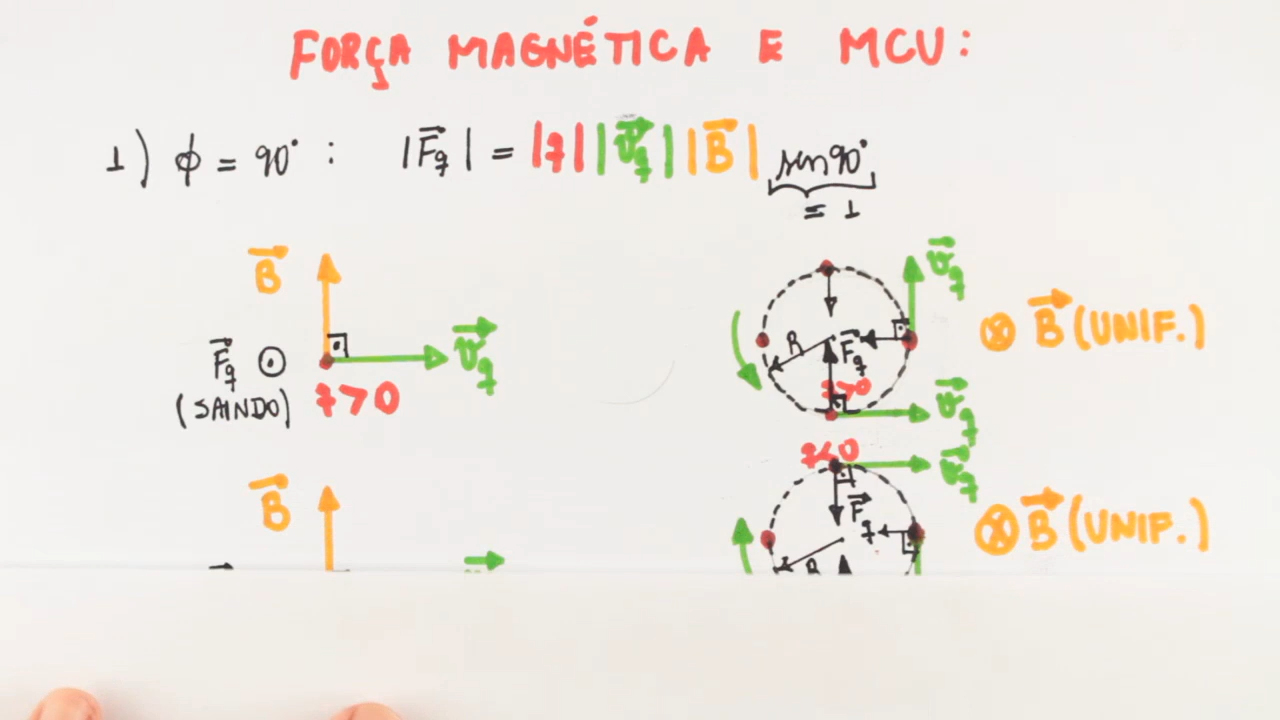 FORÇA MAGNÉTICA E MCU:
1) ϕ = 90° : |F⃗q| = |q| |v⃗q| |B⃗| sen90°
= 1
B⃗
v⃗q
F⃗q
(SAINDO) q>0
v⃗q
B⃗ (UNIF.)
R
F⃗q
q>0
v⃗q
B⃗
q<0
v⃗q
F⃗q
B⃗ (UNIF.)
R